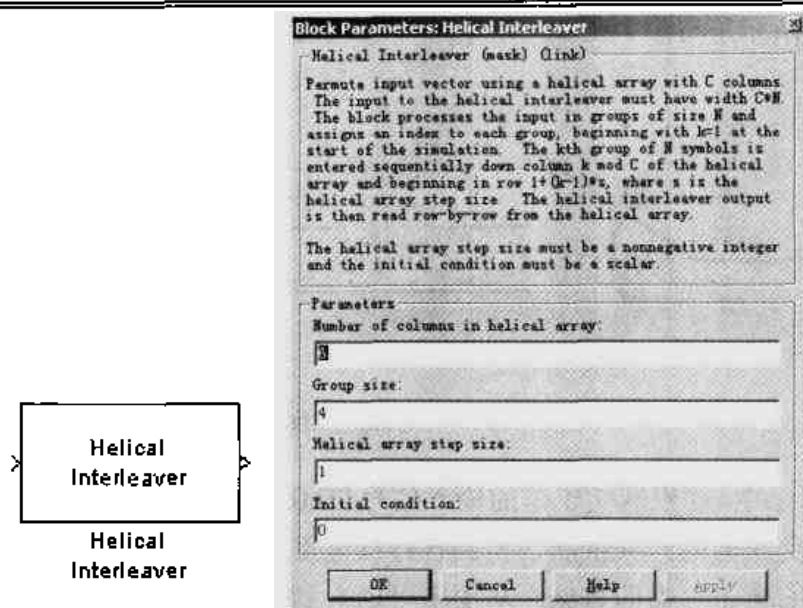 Block Parameters: Helical Interleaver
Helical Interleaver (mask) (link)
Permute input vector using a helical array with C columns.
The input to the helical interleaver must have width C*N.
The block processes the input in groups of size N and
assigns an index to each group, beginning with k=1 at the
start of the simulation. The kth group of N symbols is
entered sequentially down column k mod C of the helical
array and beginning in row 1+(k-1)*s, where s is the
helical array step size. The helical interleaver output
is then read row-by-row from the helical array.
The helical array step size must be a nonnegative integer
and the initial condition must be a scalar.
Parameters
Number of columns in helical array:
Group size:
4
Helical array step size:
1
Initial condition:
0
OK
Cancel
Help
Apply
Helical
Interleaver
Helical
Interleaver